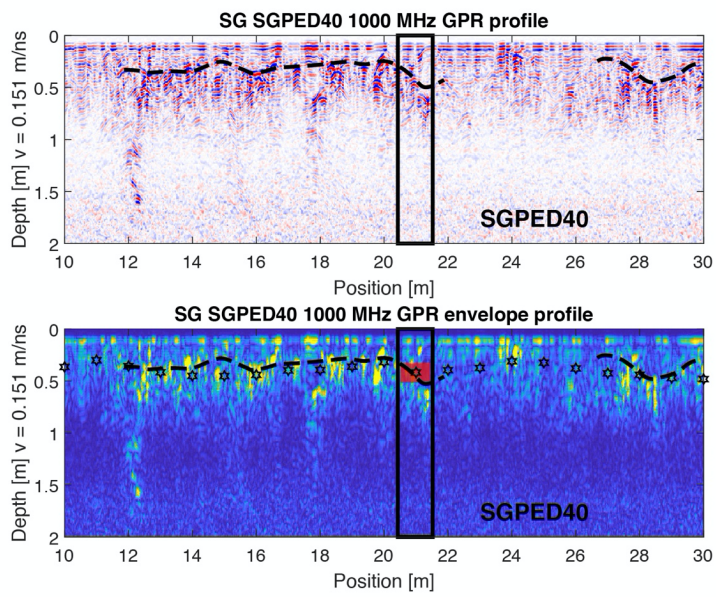 SG SGPED40 1000 MHz GPR profile
0
0.5
1
1.5
2
Depth [m] v = 0.151 m/ns
SGPED40
10 12 14 16 18 20 22 24 26 28 30
Position [m]
SG SGPED40 1000 MHz GPR envelope profile
0
0.5
1
1.5
2
Depth [m] v = 0.151 m/ns
SGPED40
10 12 14 16 18 20 22 24 26 28 30
Position [m]